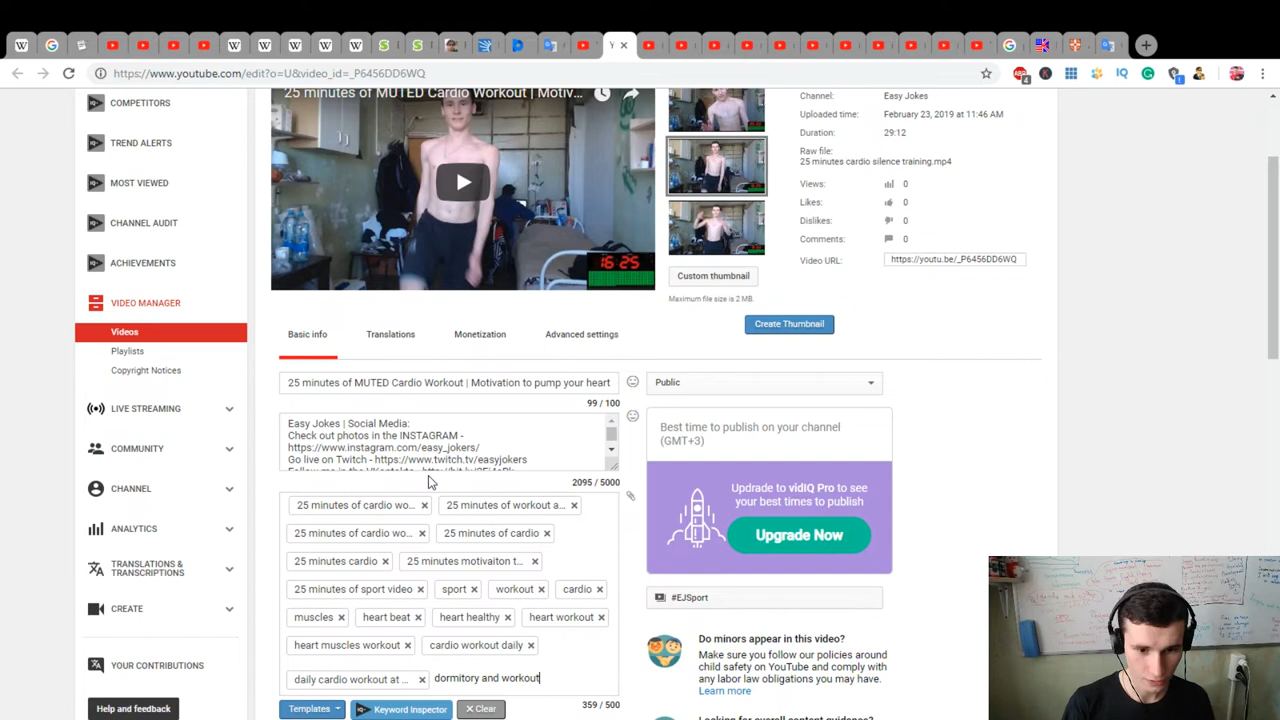 https://www.youtube.com/edit?o=U&video_id=_P6456DD6WQ
COMPETITORS
TREND ALERTS
MOST VIEWED
CHANNEL AUDIT
ACHIEVEMENTS
VIDEO MANAGER
Videos
Playlists
Copyright Notices
LIVE STREAMING
COMMUNITY
CHANNEL
ANALYTICS
TRANSLATIONS &
TRANSCRIPTIONS
CREATE
YOUR CONTRIBUTIONS
Help and feedback
25 minutes of MUTED Cardio Workout | Motiv...
16 25
Custom thumbnail
Maximum file size is 2 MB.
Channel: Easy Jokes
Uploaded time: February 23, 2019 at 11:46 AM
Duration: 29:12
Raw file:
25 minutes cardio silence training.mp4
Views: 0
Likes: 0
Dislikes: 0
Comments: 0
Video URL: https://youtu.be/_P6456DD6WQ
Create Thumbnail
Basic info Translations Monetization Advanced settings
25 minutes of MUTED Cardio Workout | Motivation to pump your heart
99 / 100
Easy Jokes | Social Media:
Check out photos in the INSTAGRAM -
https://www.instagram.com/easy_jokers/
Go live on Twitch - https://www.twitch.tv/easyjokers
2095 / 5000
25 minutes of cardio wo... × 25 minutes of workout a... ×
25 minutes of cardio wo... × 25 minutes of cardio ×
25 minutes cardio × 25 minutes motivaiton t... ×
25 minutes of sport video × sport × workout × cardio ×
muscles × heart beat × heart healthy × heart workout ×
heart muscles workout × cardio workout daily ×
daily cardio workout at ... × dormitory and workout
Templates Keyword Inspector × Clear 359 / 500
Public
Best time to publish on your channel
(GMT+3)
Upgrade to vidIQ Pro to see
your best times to publish
Upgrade Now
#EJSport
Do minors appear in this video?
Make sure you follow our policies around
child safety on YouTube and comply with
any labor law obligations you may have.
Learn more